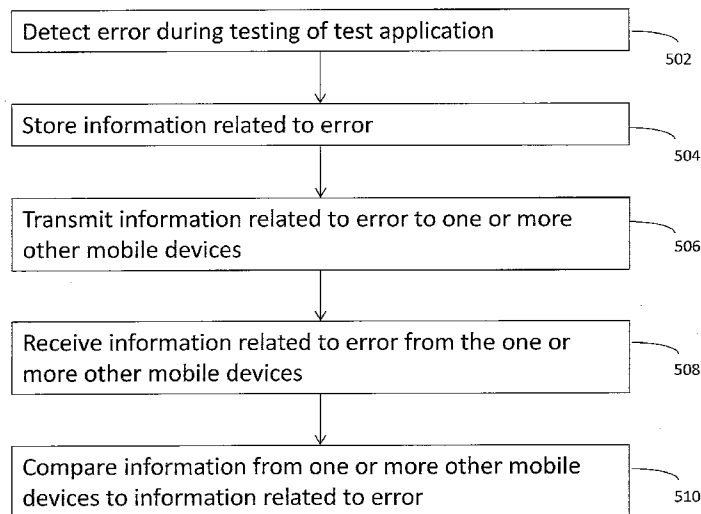 Detect error during testing of test application
502
Store information related to error
504
Transmit information related to error to one or more
other mobile devices
506
Receive information related to error from the one or
more other mobile devices
508
Compare information from one or more other mobile
devices to information related to error
510